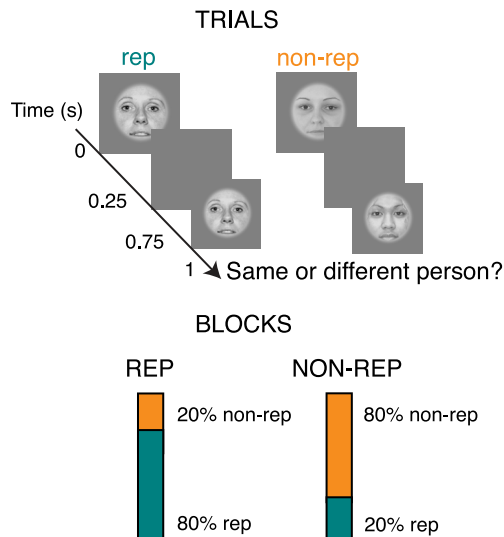 TRIALS
rep
non-rep
Time (s)
0
0.25
0.75
1
Same or different person?
BLOCKS
REP
NON-REP
20% non-rep
80% non-rep
80% rep
20% rep